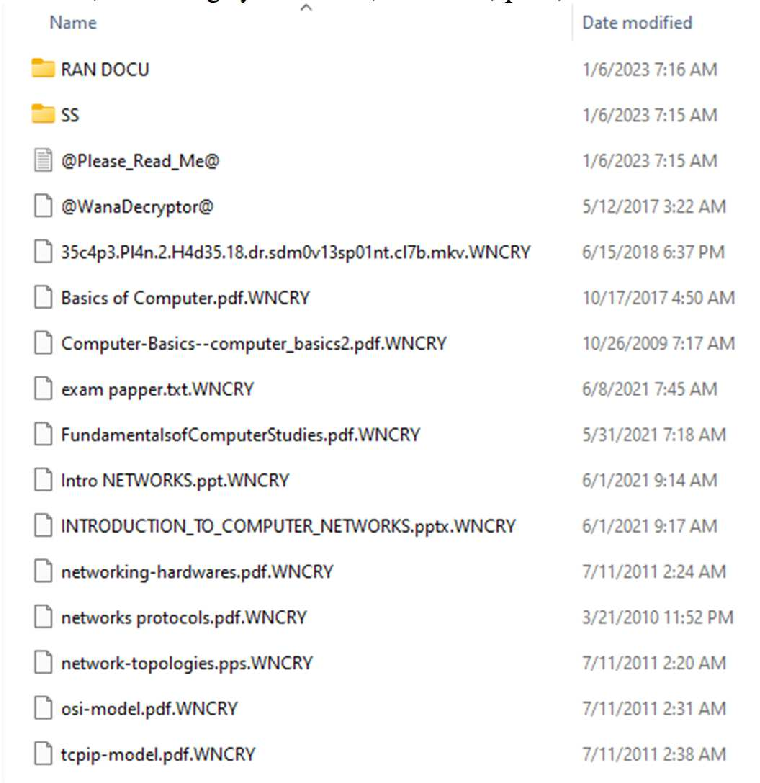 Name Date modified
RAN DOCU 1/6/2023 7:16 AM
SS 1/6/2023 7:15 AM
@Please_Read_Me@ 1/6/2023 7:15 AM
@WanaDecryptor@ 5/12/2017 3:22 AM
35c4p3.Pl4n.2.H4d35.18.dr.sdm0v13sp01nt.cl7b.mkv.WNCRY 6/15/2018 6:37 PM
Basics of Computer.pdf.WNCRY 10/17/2017 4:50 AM
Computer-Basics--computer_basics2.pdf.WNCRY 10/26/2009 7:17 AM
exam papper.txt.WNCRY 6/8/2021 7:45 AM
FundamentalsofComputerStudies.pdf.WNCRY 5/31/2021 7:18 AM
Intro NETWORKS.ppt.WNCRY 6/1/2021 9:14 AM
INTRODUCTION_TO_COMPUTER_NETWORKS.pptx.WNCRY 6/1/2021 9:17 AM
networking-hardwares.pdf.WNCRY 7/11/2011 2:24 AM
networks protocols.pdf.WNCRY 3/21/2010 11:52 PM
network-topologies.pps.WNCRY 7/11/2011 2:20 AM
osi-model.pdf.WNCRY 7/11/2011 2:31 AM
tcpip-model.pdf.WNCRY 7/11/2011 2:38 AM